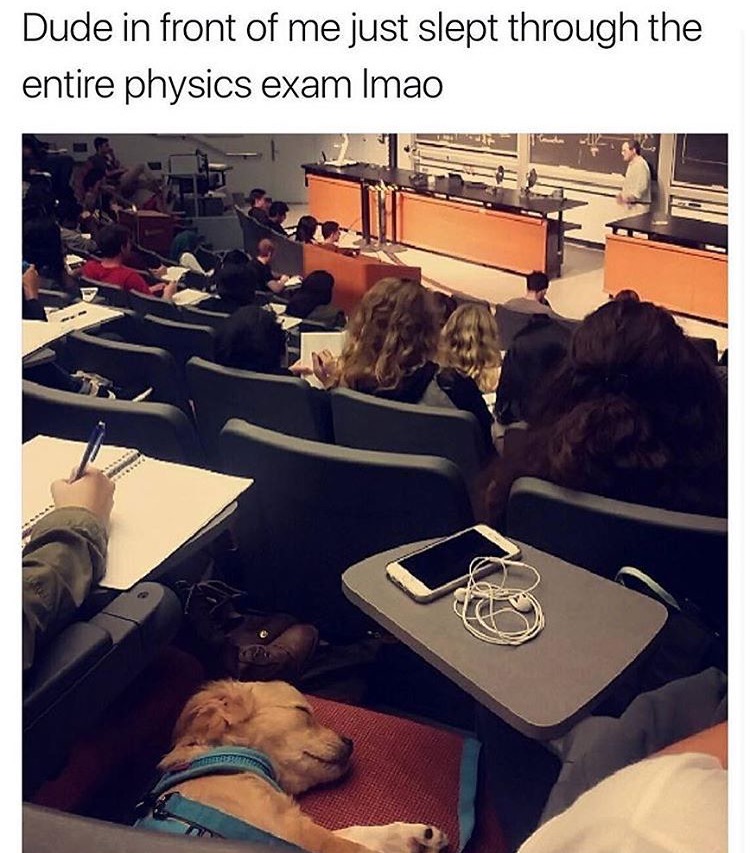 Dude in front of me just slept through the
entire physics exam lmao